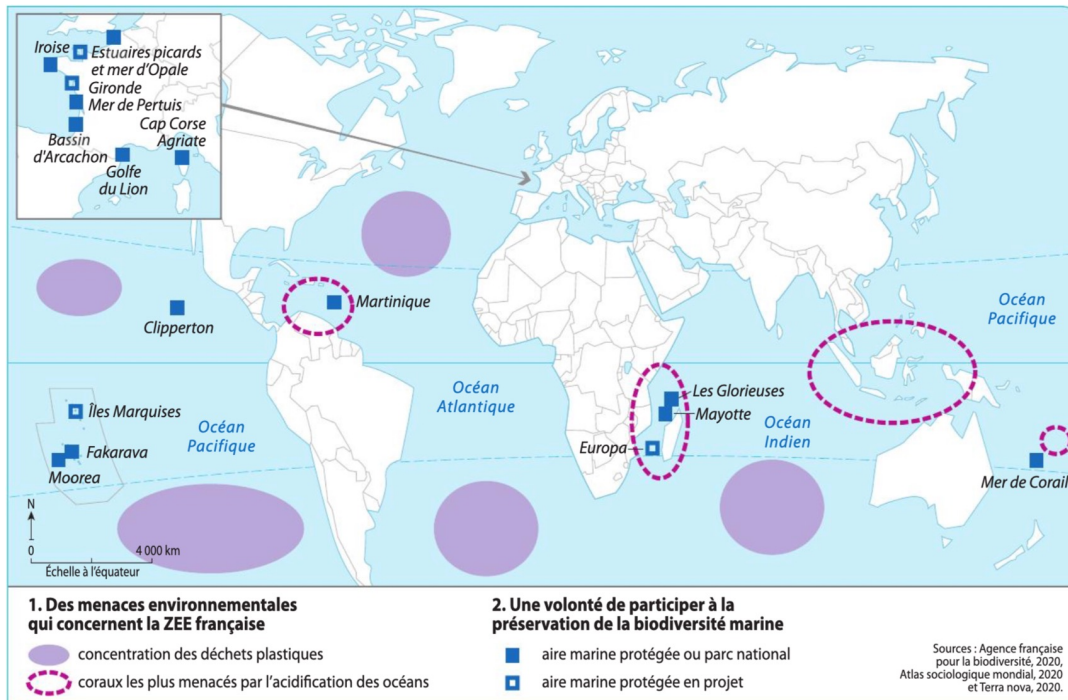 Iroise
Estuaires picards
et mer d'Opale
Gironde
Mer de Pertuis
Cap Corse
Agriate
Bassin
d'Arcachon
Golfe
du Lion
Clipperton
Martinique
Océan
Pacifique
Îles Marquises
Fakarava
Moorea
Océan
Pacifique
Océan
Atlantique
Les Glorieuses
Mayotte
Europa
Océan
Indien
Mer de Corail
N
0
4 000 km
Échelle à l'équateur
1. Des menaces environnementales
qui concernent la ZEE française
concentration des déchets plastiques
coraux les plus menacés par l'acidification des océans
2. Une volonté de participer à la
préservation de la biodiversité marine
aire marine protégée ou parc national
aire marine protégée en projet
Sources : Agence française
pour la biodiversité, 2020,
Atlas sociologique mondial, 2020
et Terra nova, 2020.